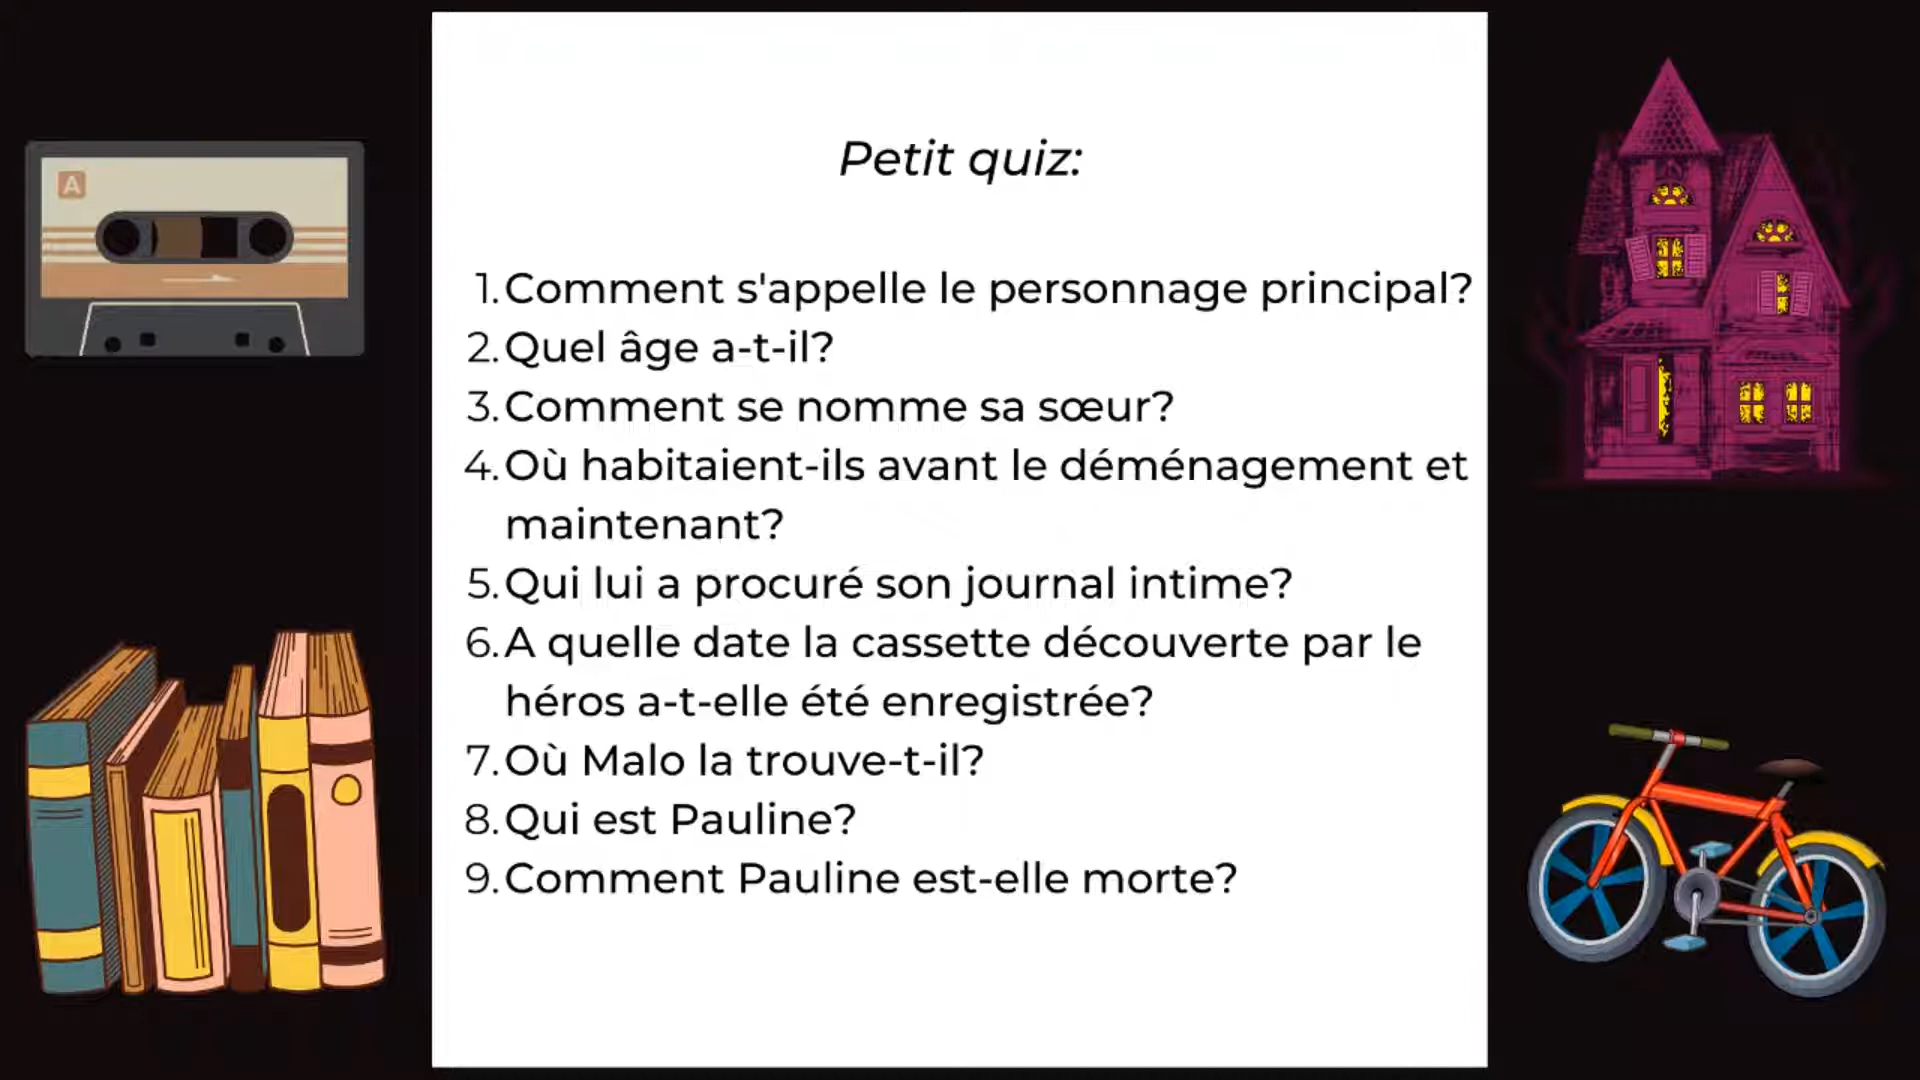 A
Petit quiz:
1. Comment s'appelle le personnage principal?
2. Quel âge a-t-il?
3. Comment se nomme sa sœur?
4. Où habitaient-ils avant le déménagement et
maintenant?
5. Qui lui a procuré son journal intime?
6. A quelle date la cassette découverte par le
héros a-t-elle été enregistrée?
7. Où Malo la trouve-t-il?
8. Qui est Pauline?
9. Comment Pauline est-elle morte?